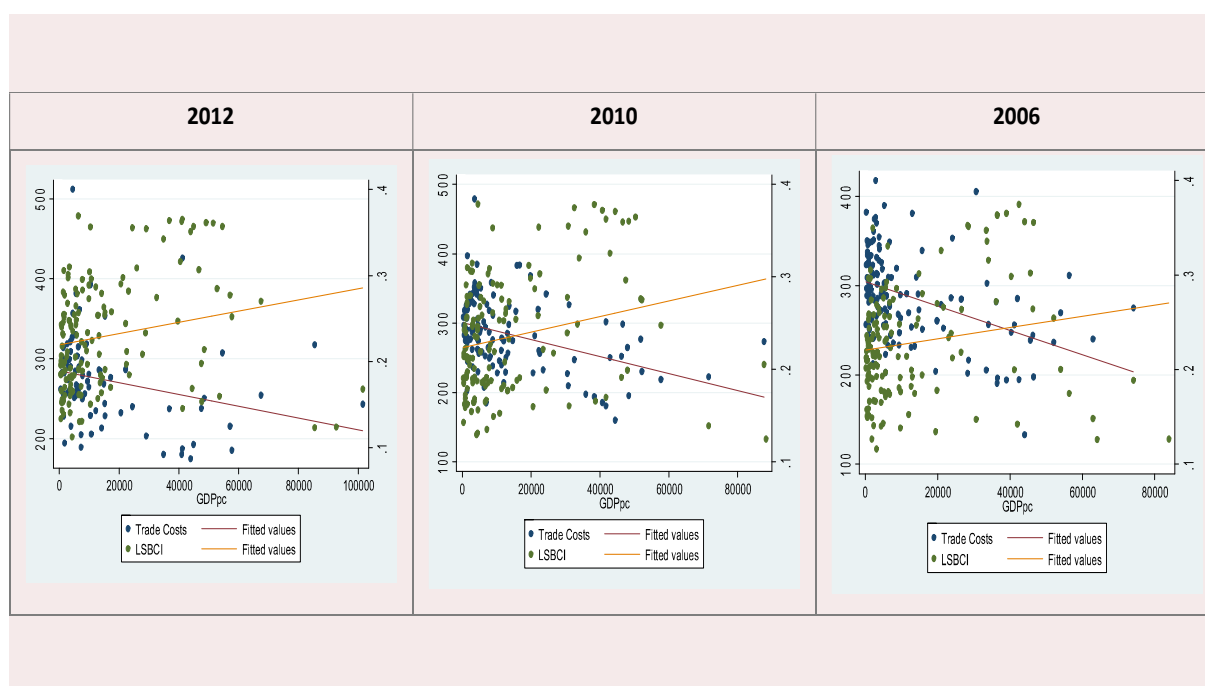 2012 2010 2006
500
400
300
200
.4
.3
.2
.1
0 20000 40000 60000 80000 100000
GDPpc
Trade Costs Fitted values
LSBCI Fitted values
500
400
300
200
100
.4
.3
.2
.1
0 20000 40000 60000 80000
GDPpc
Trade Costs Fitted values
LSBCI Fitted values
400
300
200
100
.4
.3
.2
.1
0 20000 40000 60000 80000
GDPpc
Trade Costs Fitted values
LSBCI Fitted values